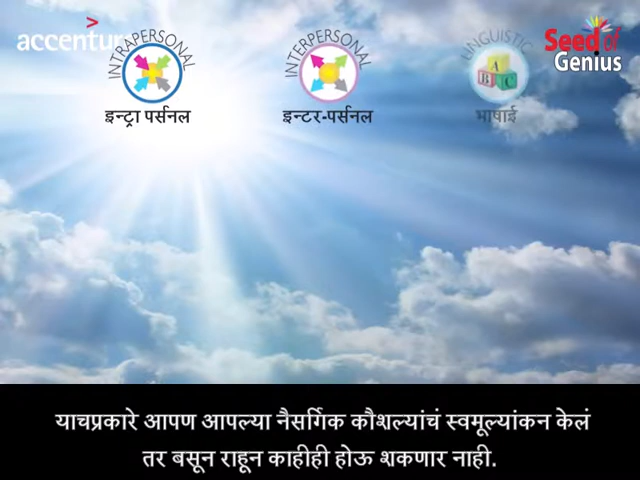 accenture
Seed of
Genius
INTRAPERSONAL
INTERPERSONAL
LINGUISTIC
A
B C
इन्ट्रा पर्सनल
इन्टर-पर्सनल
भाषाई
याचप्रकारे आपण आपल्या नैसर्गिक कौशल्यांचं स्वमूल्यांकन केलं
तर बसून राहून काहीही होऊ शकणार नाही.